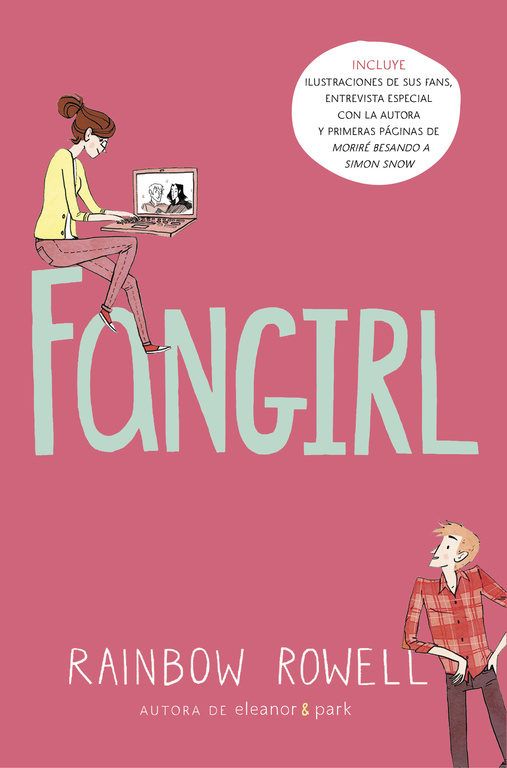 INCLUYE
ILUSTRACIONES DE SUS FANS,
ENTREVISTA ESPECIAL
CON LA AUTORA
Y PRIMERAS PÁGINAS DE
MORIRÉ BESANDO A
SIMON SNOW
FANGIRL
RAINBOW ROWELL
AUTORA DE eleanor & park